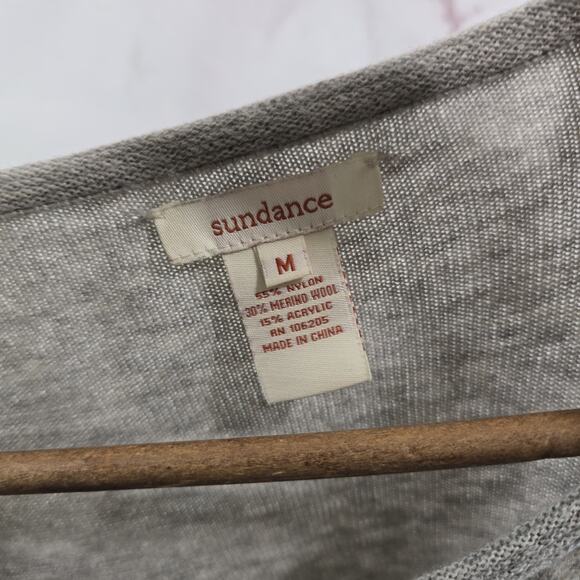 sundance
M
55% NYLON
30% MERINO WOOL
15% ACRYLIC
RN 106205
MADE IN CHINA